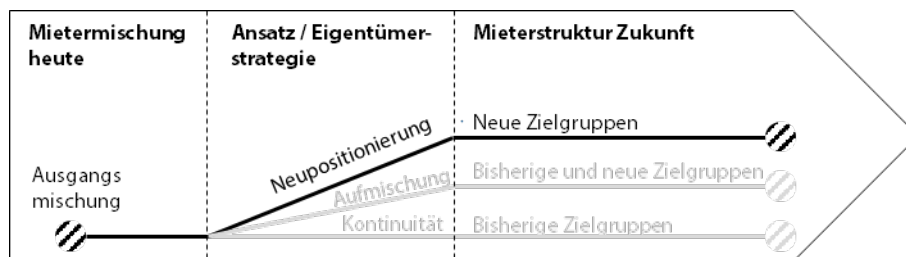 Mietermischung
heute
Ansatz / Eigentümer-
strategie
Mieterstruktur Zukunft
Ausgangs
mischung
Neupositionierung
Aufmischung
Kontinuität
Neue Zielgruppen
Bisherige und neue Zielgruppen
Bisherige Zielgruppen